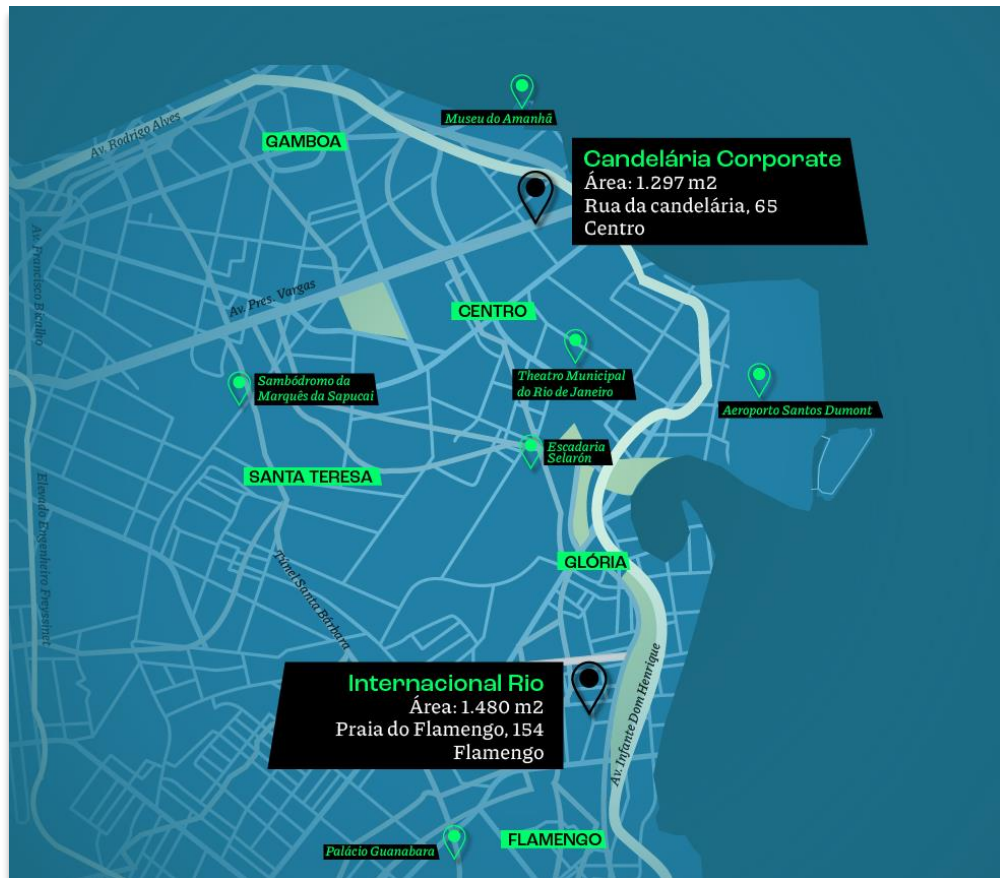 Museu do Amanhã
Av. Rodrigo Alves
GAMBOA
Candelária Corporate
Área: 1.297 m2
Rua da candelária, 65
Centro
Av. Francisco Bicalho
Av. Pres. Vargas
CENTRO
Sambódromo da
Marquês da Sapucai
Theatro Municipal
do Rio de Janeiro
Aeroporto Santos Dumont
Escadaria
Selarón
SANTA TERESA
Elevado Engenheiro Freyssinet
GLÓRIA
Túnel Santa Bárbara
Internacional Rio
Área: 1.480 m2
Praia do Flamengo, 154
Flamengo
Av. Infante Dom Henrique
FLAMENGO
Palácio Guanabara